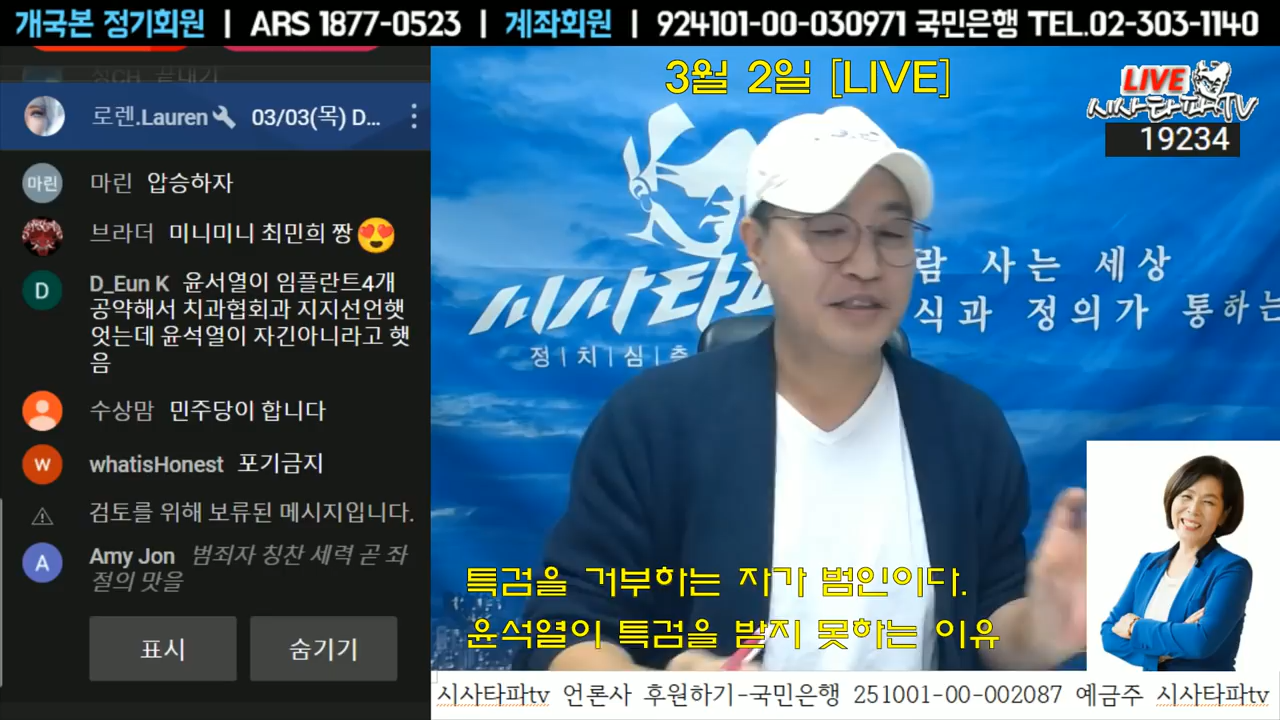 개국본 정기회원 | ARS 1877-0523 | 계좌회원 | 924101-00-030971 국민은행 TEL.02-303-1140
로렌.Lauren 03/03(목) D...
마린
마린 압승하자
브라더 미니미니 최민희 짱
D
D_Eun K 윤서열이 임플란트4개
공약해서 치과협회과 지지선언햇
엇는데 윤석열이 자긴아니라고 햇
음
수상맘 민주당이 합니다
W
whatisHonest 포기금지
검토를 위해 보류된 메시지입니다.
A
Amy Jon 범죄자 칭찬 세력 곧 좌
절의 맛을
표시
숨기기
3월 2일 [LIVE]
LIVE
시사타파TV
19234
시사타파
정|치|심|층
람 사는 세상
식과 정의가 통하는
특검을 거부하는 자가 범인이다.
윤석열이 특검을 받지 못하는 이유
시사타파tv 언론사 후원하기-국민은행 251001-00-002087 예금주 시사타파tv